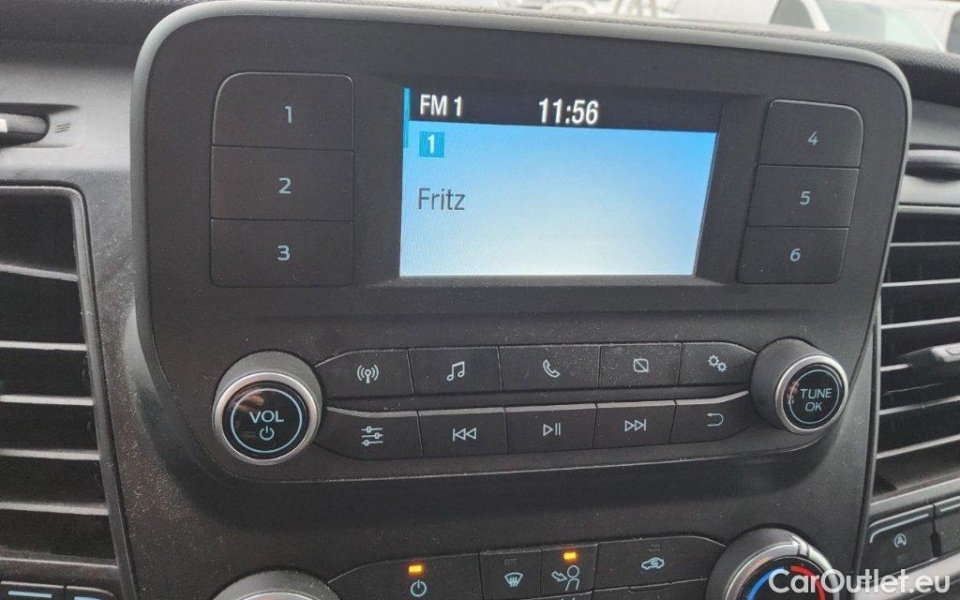 FM 1 11:56
1
Fritz
1
2
3
4
5
6
VOL
TUNE
OK
CarOutlet.eu